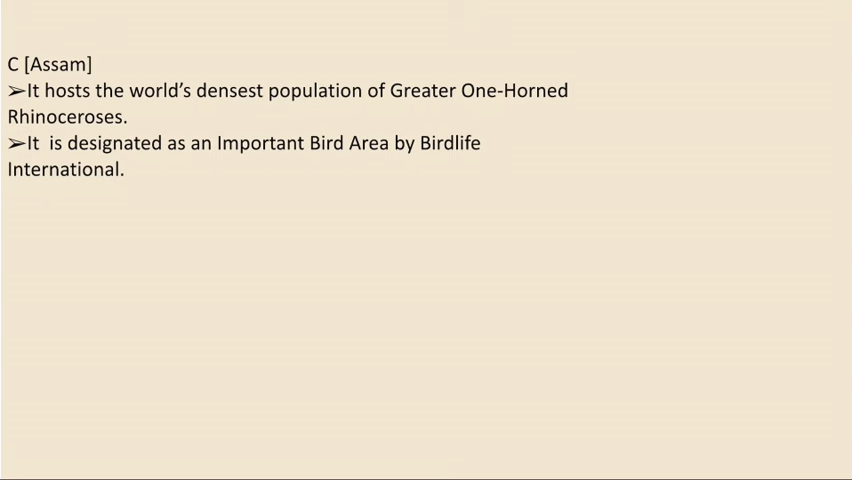 C [Assam]
➢It hosts the world’s densest population of Greater One-Horned
Rhinoceroses.
➢It  is designated as an Important Bird Area by Birdlife
International.